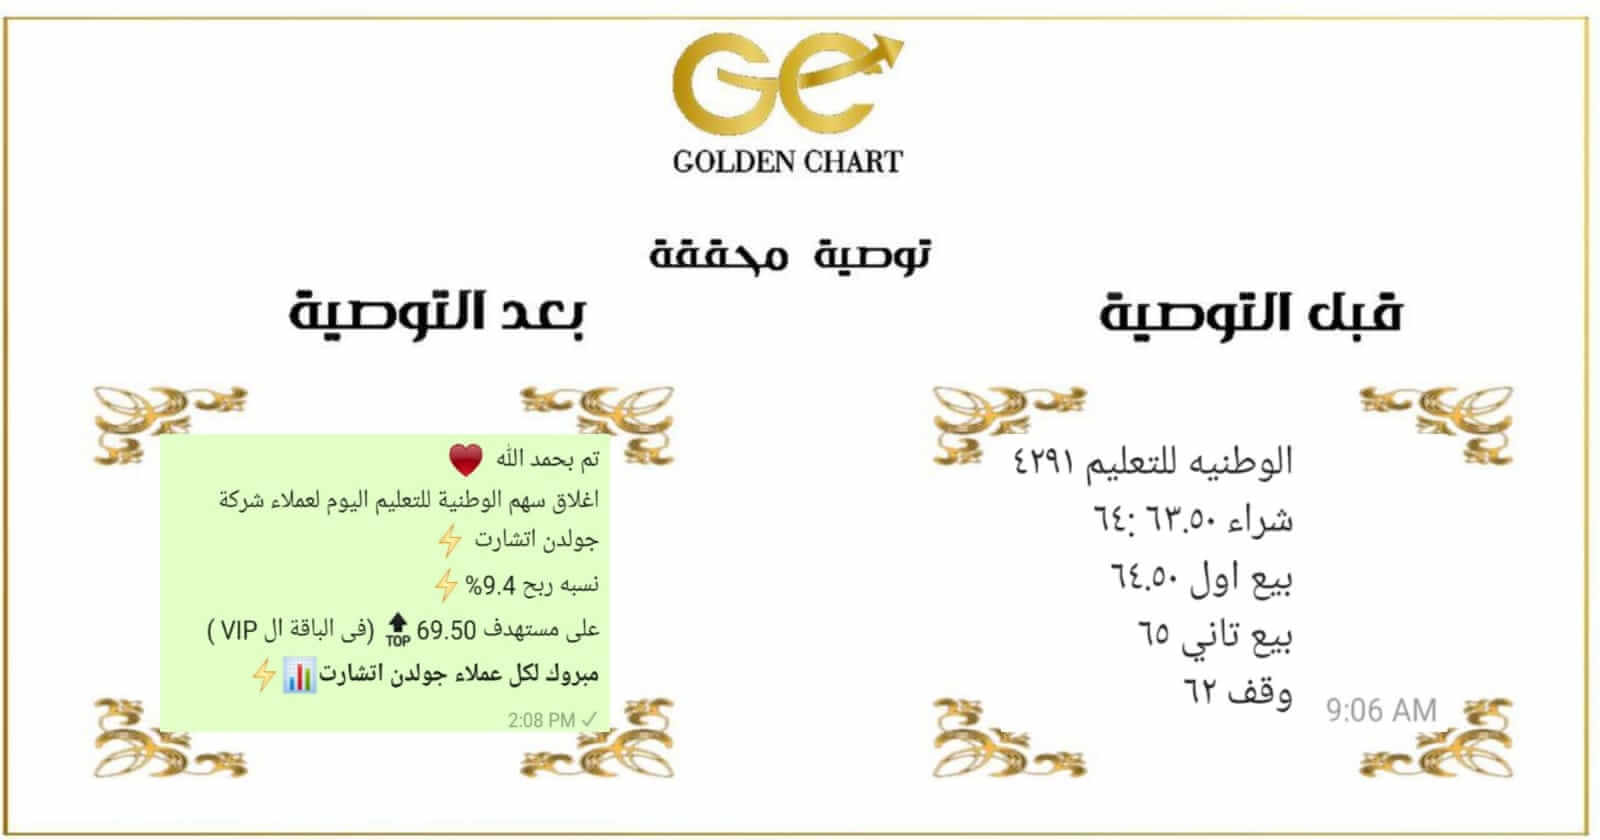 GC
GOLDEN CHART
توصية محققة
قبل التوصية
الوطنيه للتعليم ٤٢٩١
شراء ٦٣.٥٠ :٦٤
بيع اول ٦٤.٥٠
بيع تاني ٦٥
وقف ٦٢
9:06 AM
بعد التوصية
تم بحمد الله ❤️
اغلاق سهم الوطنية للتعليم اليوم لعملاء شركة
جولدن اتشارت ⚡
نسبه ربح 9.4%⚡
على مستهدف 69.50 🔝 (فى الباقة ال VIP )
مبروك لكل عملاء جولدن اتشارت📊⚡
2:08 PM ✓